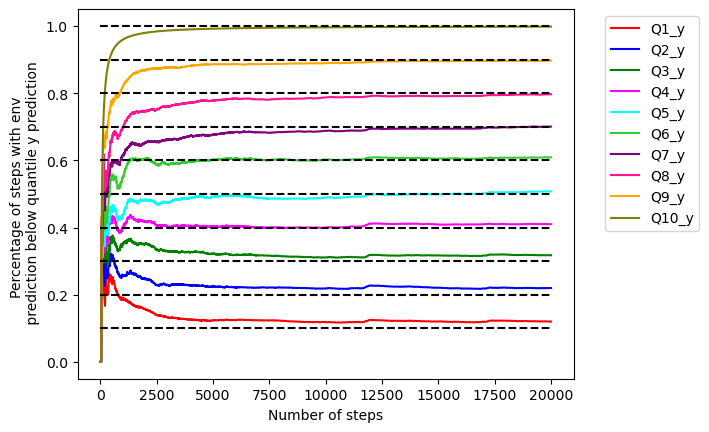 Percentage of steps with env
prediction below quantile y prediction
1.0
0.8
0.6
0.4
0.2
0.0
0
2500
5000
7500
10000
12500
15000
17500
20000
Number of steps
Q1_y
Q2_y
Q3_y
Q4_y
Q5_y
Q6_y
Q7_y
Q8_y
Q9_y
Q10_y